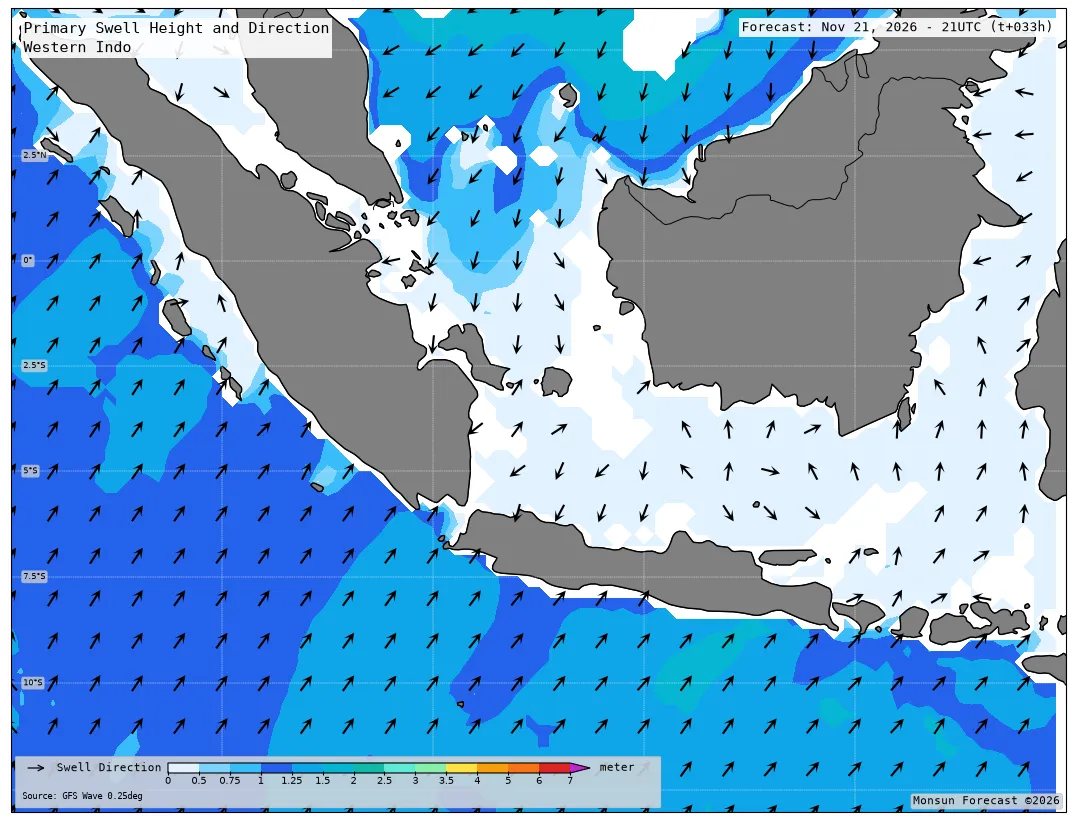 Primary Swell Height and Direction
Western Indo
Forecast: Nov 21, 2026 - 21UTC (t+033h)
2.5°N
0°
2.5°S
5°S
7.5°S
10°S
Swell Direction
0 0.5 0.75 1 1.25 1.5 2 2.5 3 3.5 4 5 6 7
meter
Source: GFS Wave 0.25deg
Monsun Forecast ©2026